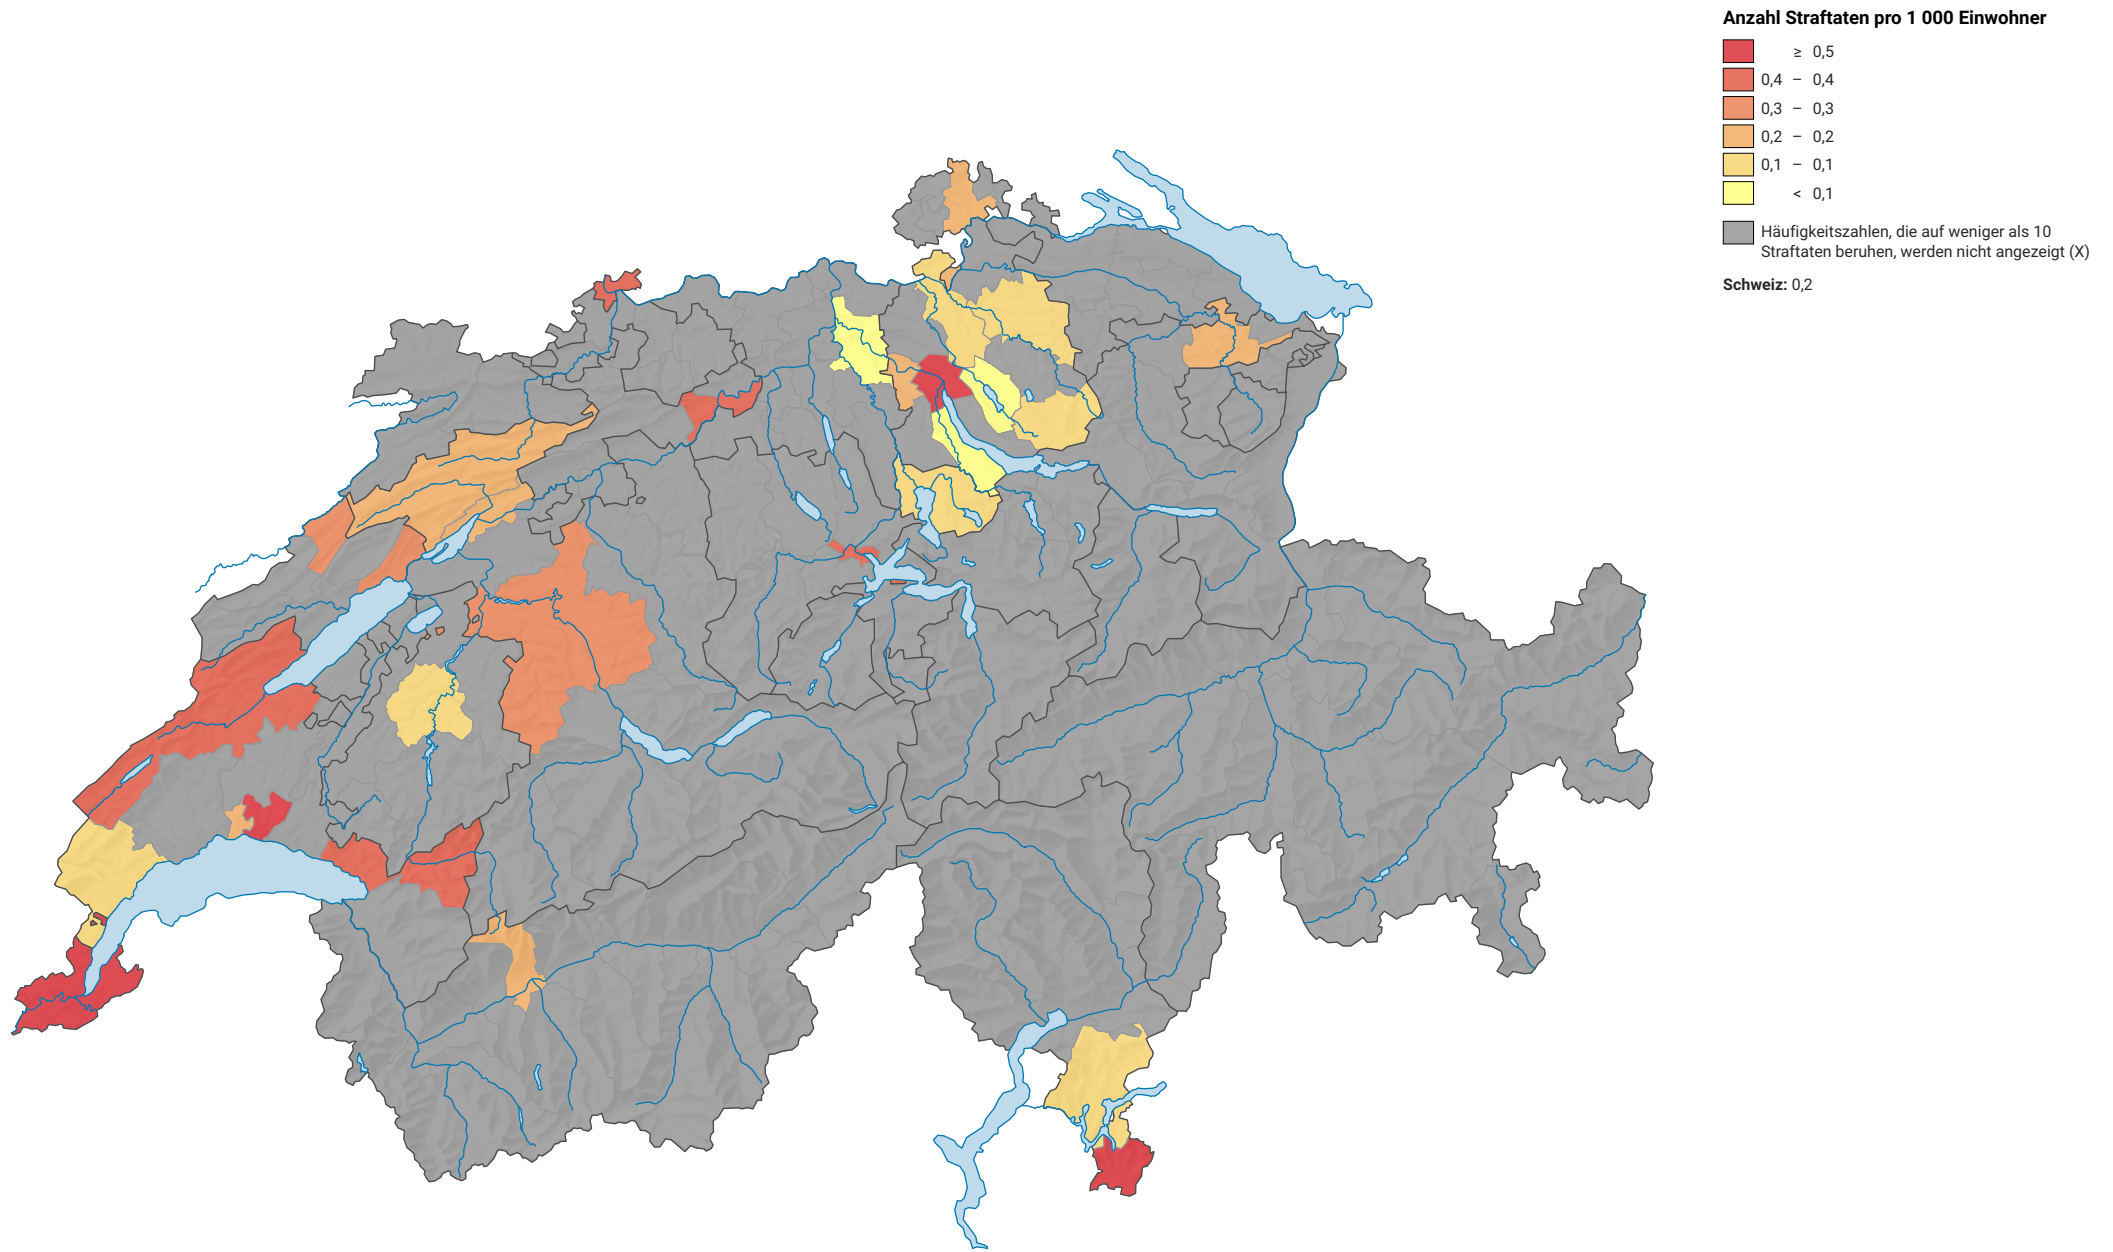 Anzahl Straftaten pro 1 000 Einwohner
≥ 0,5
0,4 – 0,4
0,3 – 0,3
0,2 – 0,2
0,1 – 0,1
< 0,1
Häufigkeitszahlen, die auf weniger als 10
Straftaten beruhen, werden nicht angezeigt (X)
Schweiz: 0,2